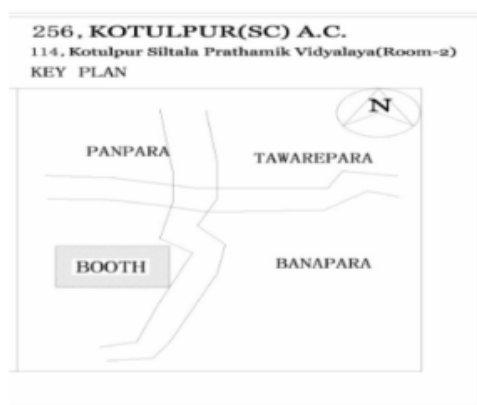 256, KOTULPUR(SC) A.C.
114, Kotulpur Siltala Prathamik Vidyalaya(Room-2)
KEY PLAN
N
PANPARA
TAWAREPARA
BOOTH
BANAPARA